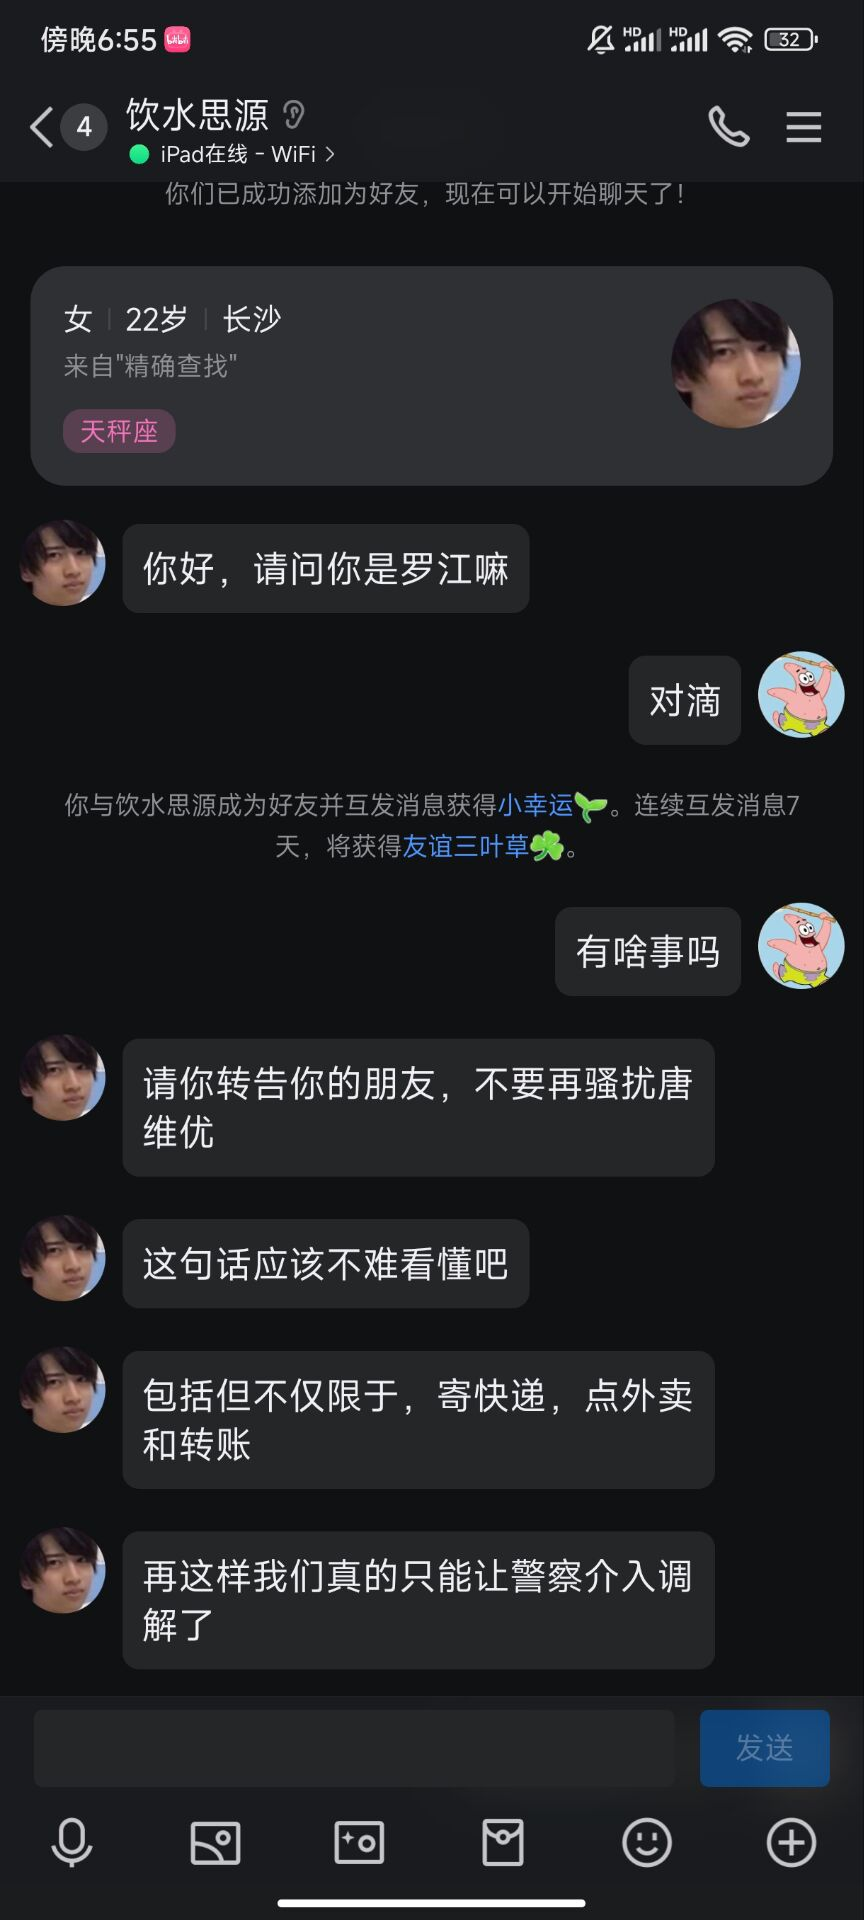 傍晚6:55
HD HD 32
4
饮水思源
iPad在线 - WiFi
你们已成功添加为好友，现在可以开始聊天了！
女 22岁 长沙
来自"精确查找"
天秤座
你好，请问你是罗江嘛
对滴
你与饮水思源成为好友并互发消息获得小幸运。连续互发消息7
天，将获得友谊三叶草。
有啥事吗
请你转告你的朋友，不要再骚扰唐
维优
这句话应该不难看懂吧
包括但不仅限于，寄快递，点外卖
和转账
再这样我们真的只能让警察介入调
解了
发送